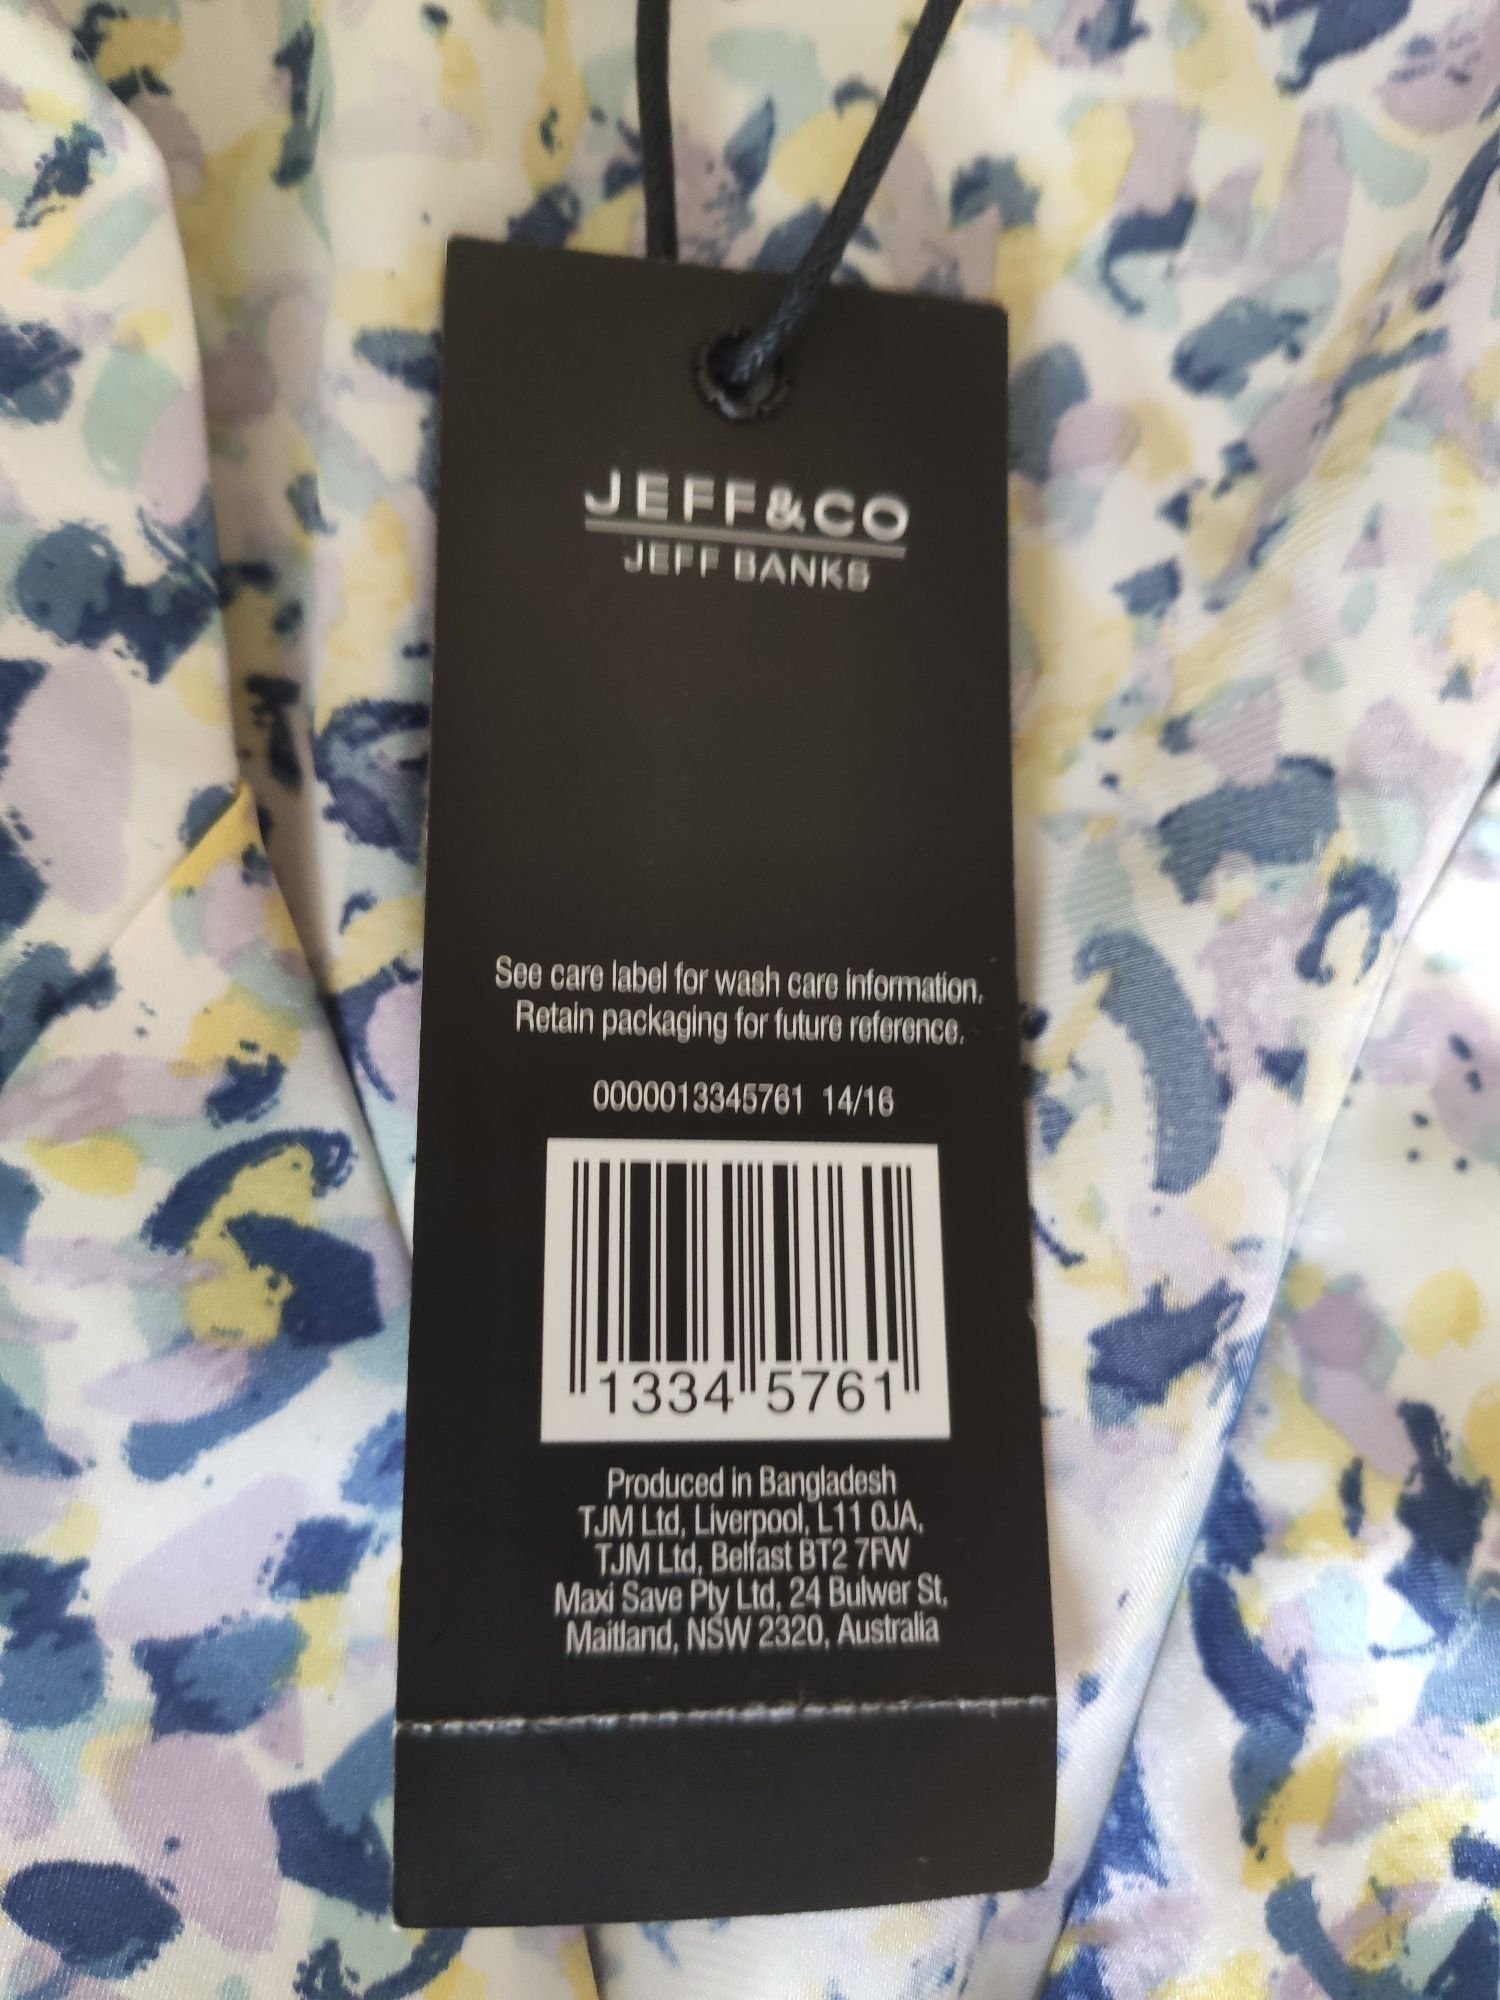 JEFF&CO
JEFF BANKS
See care label for wash care information.
Retain packaging for future reference.
0000013345761 14/16
1334 5761
Produced in Bangladesh
TJM Ltd, Liverpool, L11 0JA,
TJM Ltd, Belfast BT2 7FW
Maxi Save Pty Ltd, 24 Bulwer St,
Maitland, NSW 2320, Australia